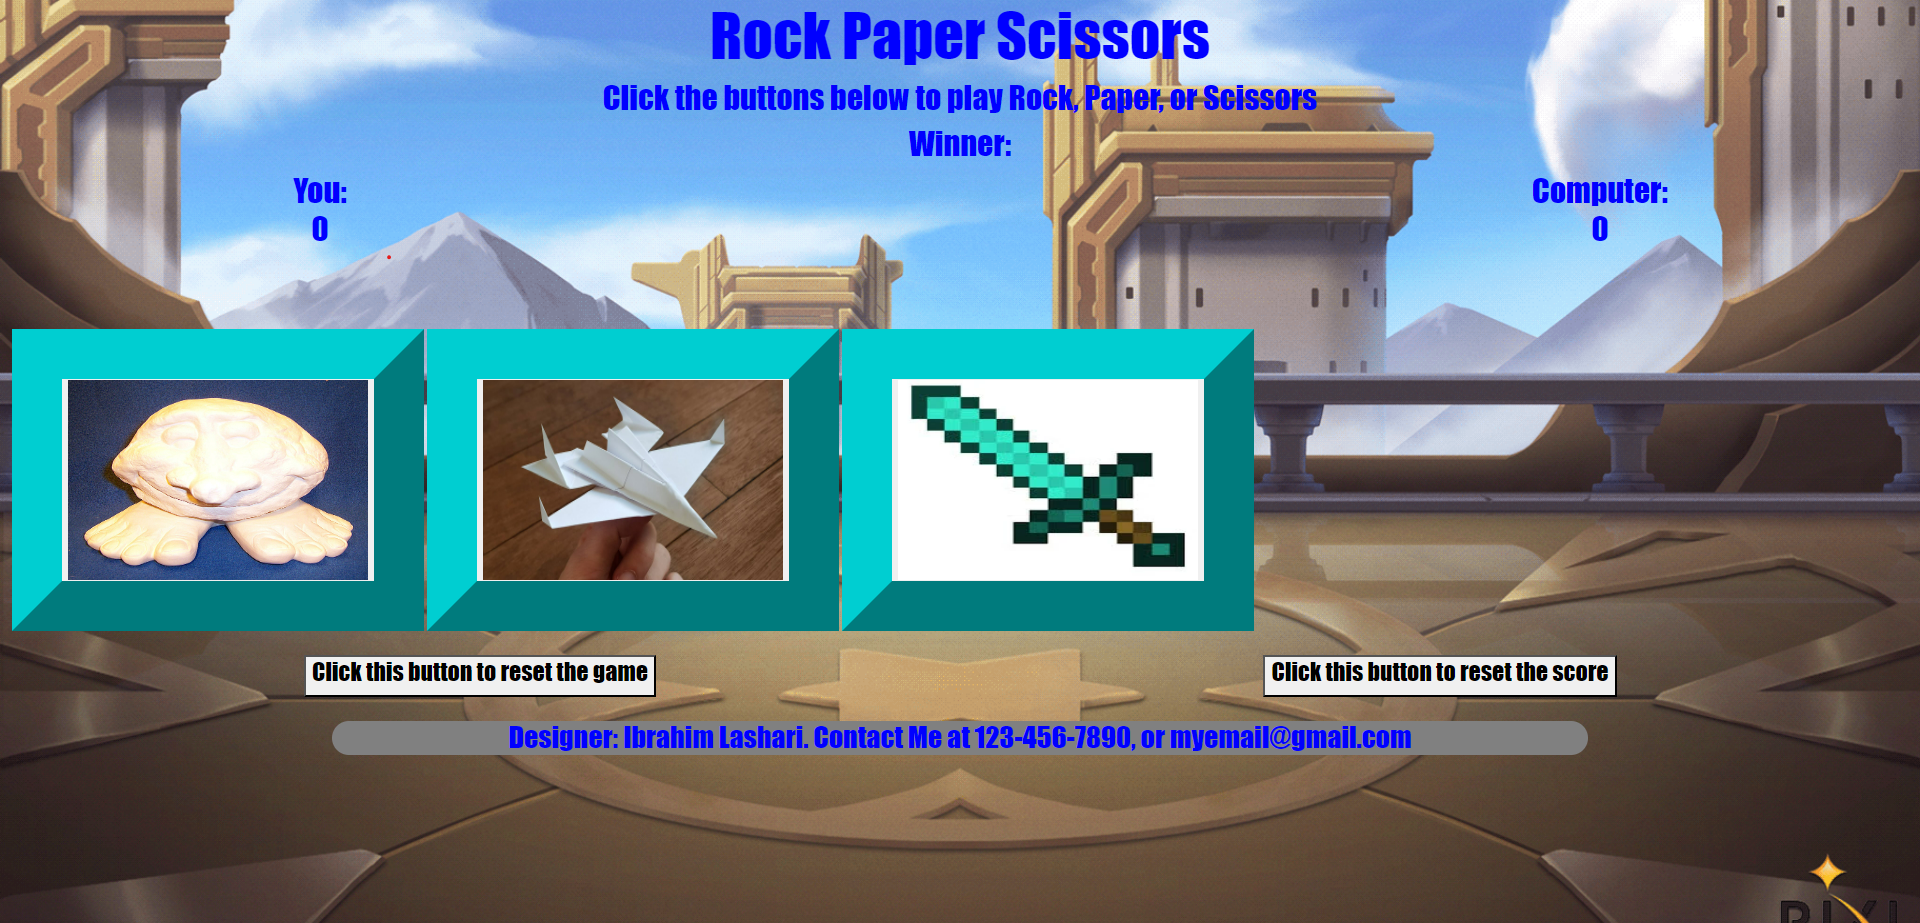 Rock Paper Scissors
Click the buttons below to play Rock, Paper, or Scissors
Winner:
You:
0
Computer:
0
Click this button to reset the game
Click this button to reset the score
Designer: Ibrahim Lashari. Contact Me at 123-456-7890, or myemail@gmail.com